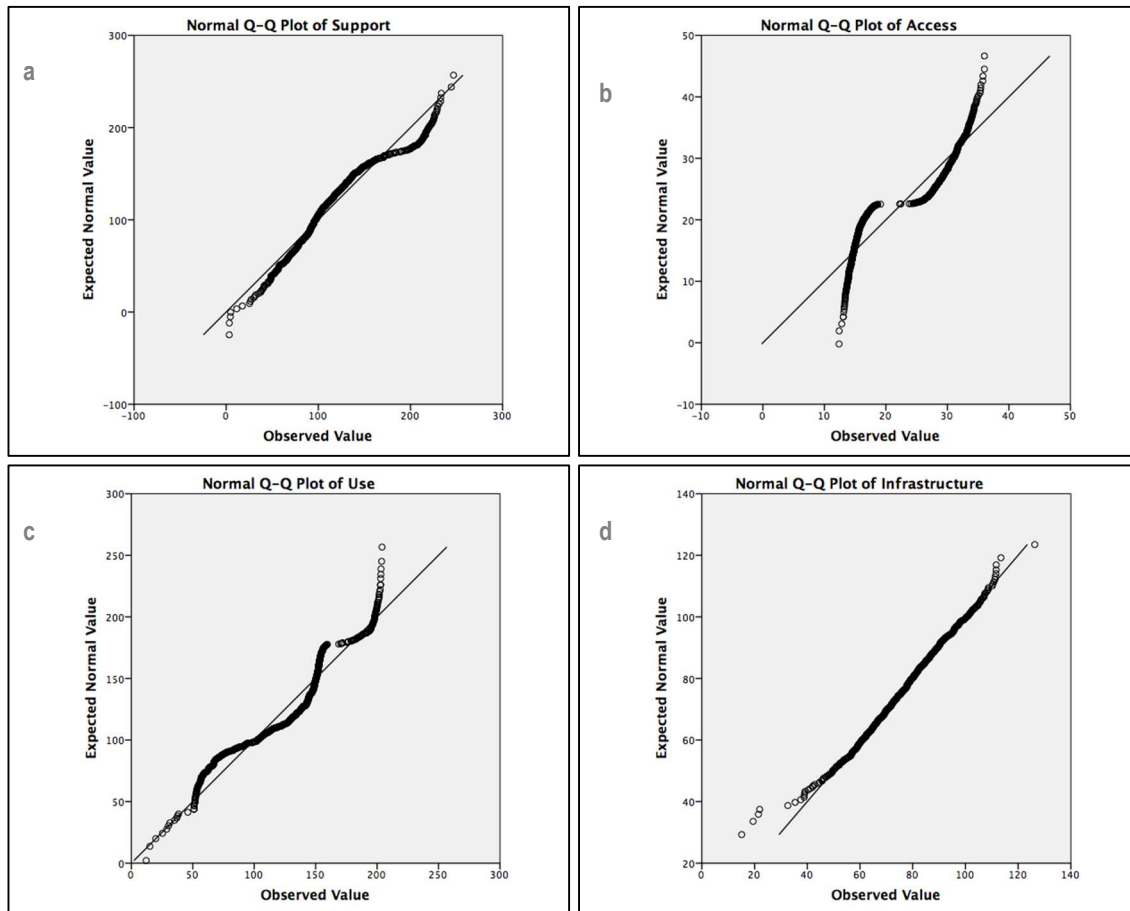 a
Normal Q-Q Plot of Support
Expected Normal Value
300
200
100
0
-100
-100 0 100 200 300
Observed Value
b
Normal Q-Q Plot of Access
Expected Normal Value
50
40
30
20
10
0
-10
-10 0 10 20 30 40 50
Observed Value
c
Normal Q-Q Plot of Use
Expected Normal Value
300
250
200
150
100
50
0
0 50 100 150 200 250 300
Observed Value
d
Normal Q-Q Plot of Infrastructure
Expected Normal Value
140
120
100
80
60
40
20
0 20 40 60 80 100 120 140
Observed Value